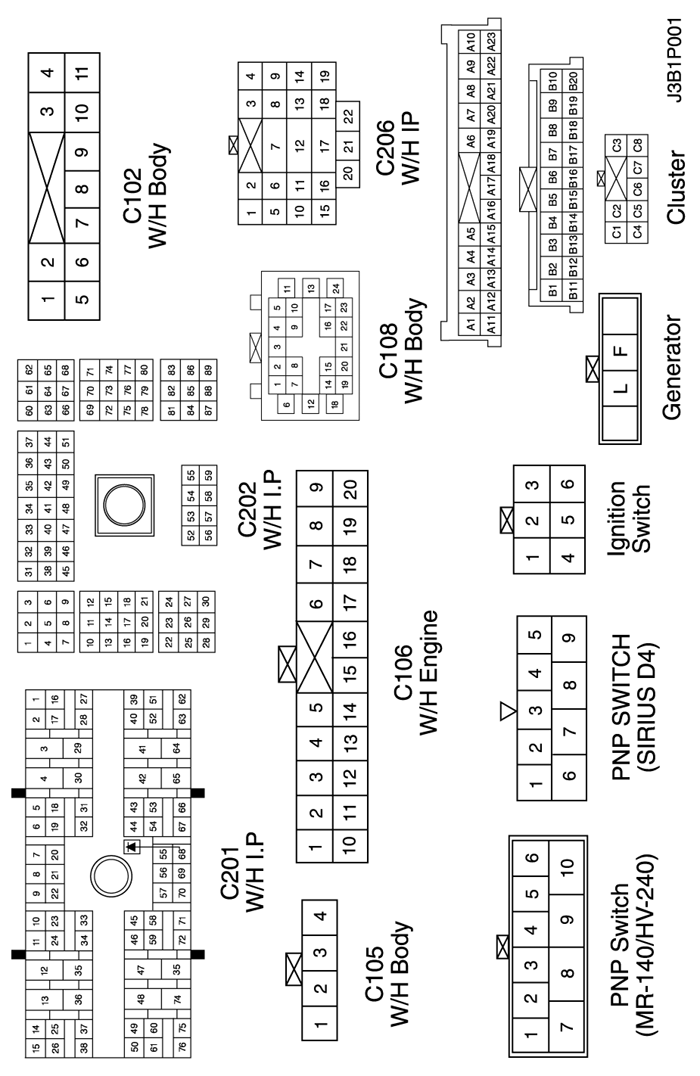 15 14 13 12 11 10 9 8 7 6 5 4 3 2 1
26 25 24 23 22 21 20 19 18 17 16
38 37 36 35 34 33 32 31 30 29 28 27
50 49 48 47 46 45 44 43 42 41 40 39
61 60 59 58 57 56 55 54 53 52 51
76 75 74 35 72 71 70 69 68 67 66 65 64 63 62
C201
W/H I.P
1 2 3
4 5 6
7 8 9
10 11 12
13 14 15
16 17 18
19 20 21
22 23 24
25 26 27
28 29 30
31 32 33 34 35 36 37
38 39 40 41 42 43 44
45 46 47 48 49 50 51
52 53 54 55
56 57 58 59
60 61 62
63 64 65
66 67 68
69 70 71
72 73 74
75 76 77
78 79 80
81 82 83
84 85 86
87 88 89
C202
W/H I.P
1 2 3 4
5 6 7 8 9 10 11
C102
W/H Body
1 2 3 4
C105
W/H Body
1 2 3 4 5 6 7 8 9
10 11 12 13 14 15 16 17 18 19 20
C106
W/H Engine
1 2 3 4 5
6 7 8 9 10 11
12 13
14 15 16 17
18 19 20 21 22 23 24
C108
W/H Body
1 2 3 4
5 6 7 8 9
10 11 12 13 14
15 16 17 18 19
20 21 22
C206
W/H IP
1 2 3 4 5 6
7 8 9 10
PNP Switch
(MR-140/HV-240)
1 2 3 4 5
6 7 8 9
PNP SWITCH
(SIRIUS D4)
1 2 3
4 5 6
Ignition
Switch
L F
Generator
A1 A2 A3 A4 A5 A6 A7 A8 A9 A10
A11 A12 A13 A14 A15 A16 A17 A18 A19 A20 A21 A22 A23
B1 B2 B3 B4 B5 B6 B7 B8 B9 B10
B11 B12 B13 B14 B15 B16 B17 B18 B19 B20
C1 C2 C3
C4 C5 C6 C7 C8
Cluster
J3B1P001